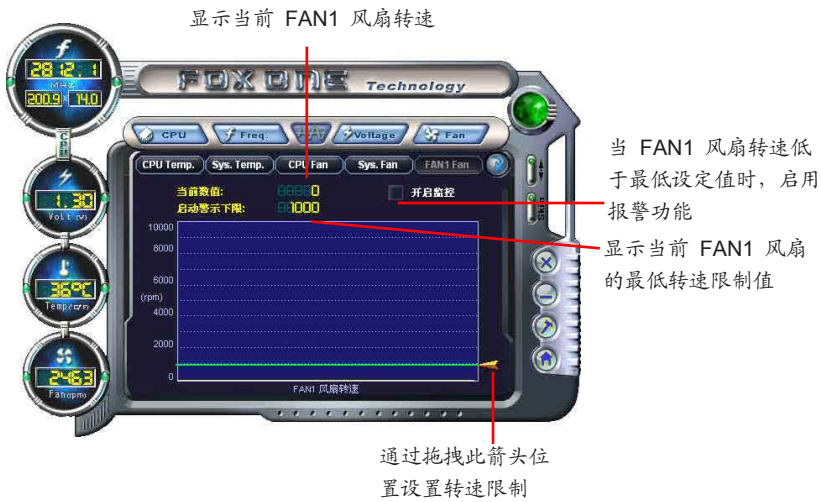 显示当前 FAN1 风扇转速
2812.1
MHz
200.9 x 14.0
FOX ONE Technology
CPU
CPU
Freq.
Voltage
Fan
CPU Temp.
Sys. Temp.
CPU Fan
Sys. Fan
FAN1 Fan
?
当前数值: 0
开启监控
启动警示下限: 1000
1.30
Volt (V)
Skin
当 FAN1 风扇转速低
于最低设定值时，启用
报警功能
显示当前 FAN1 风扇
的最低转速限制值
10000
8000
6000
(rpm)
4000
2000
0
36℃
2463
Fan(rpm)
FAN1 风扇转速
通过拖拽此箭头位
置设置转速限制